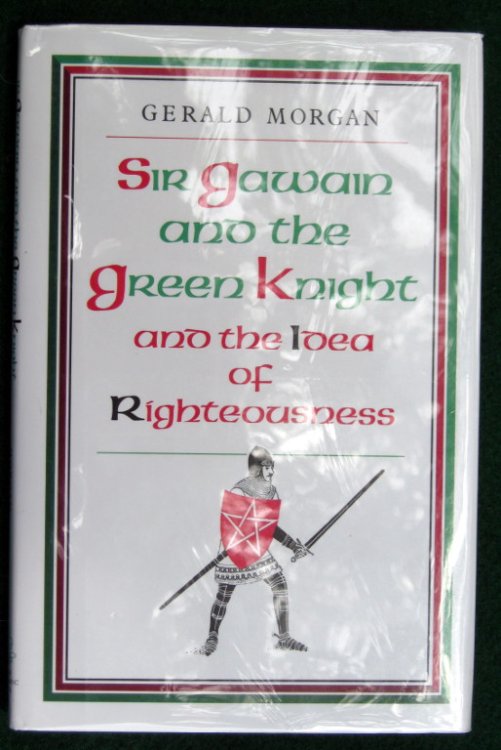 GERALD MORGAN
Sir Gawain
and the
Green Knight
and the Idea
of
Righteousness